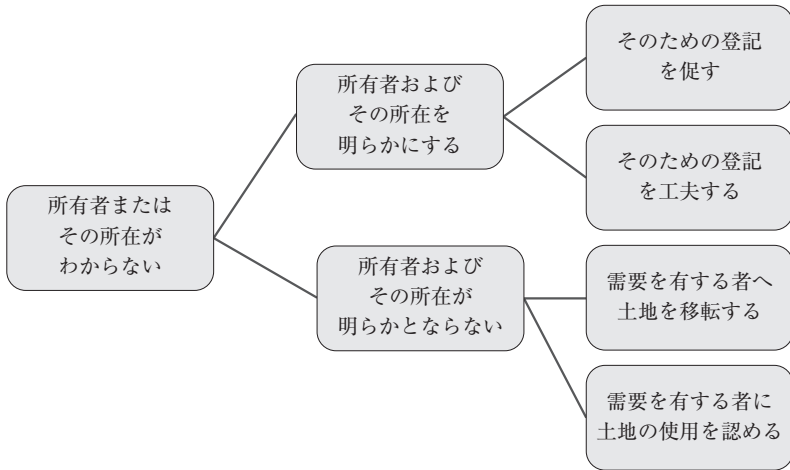 所有者または
その所在が
わからない
所有者および
その所在を
明らかにする
そのための登記
を促す
そのための登記
を工夫する
所有者および
その所在が
明らかとならない
需要を有する者へ
土地を移転する
需要を有する者に
土地の使用を認める